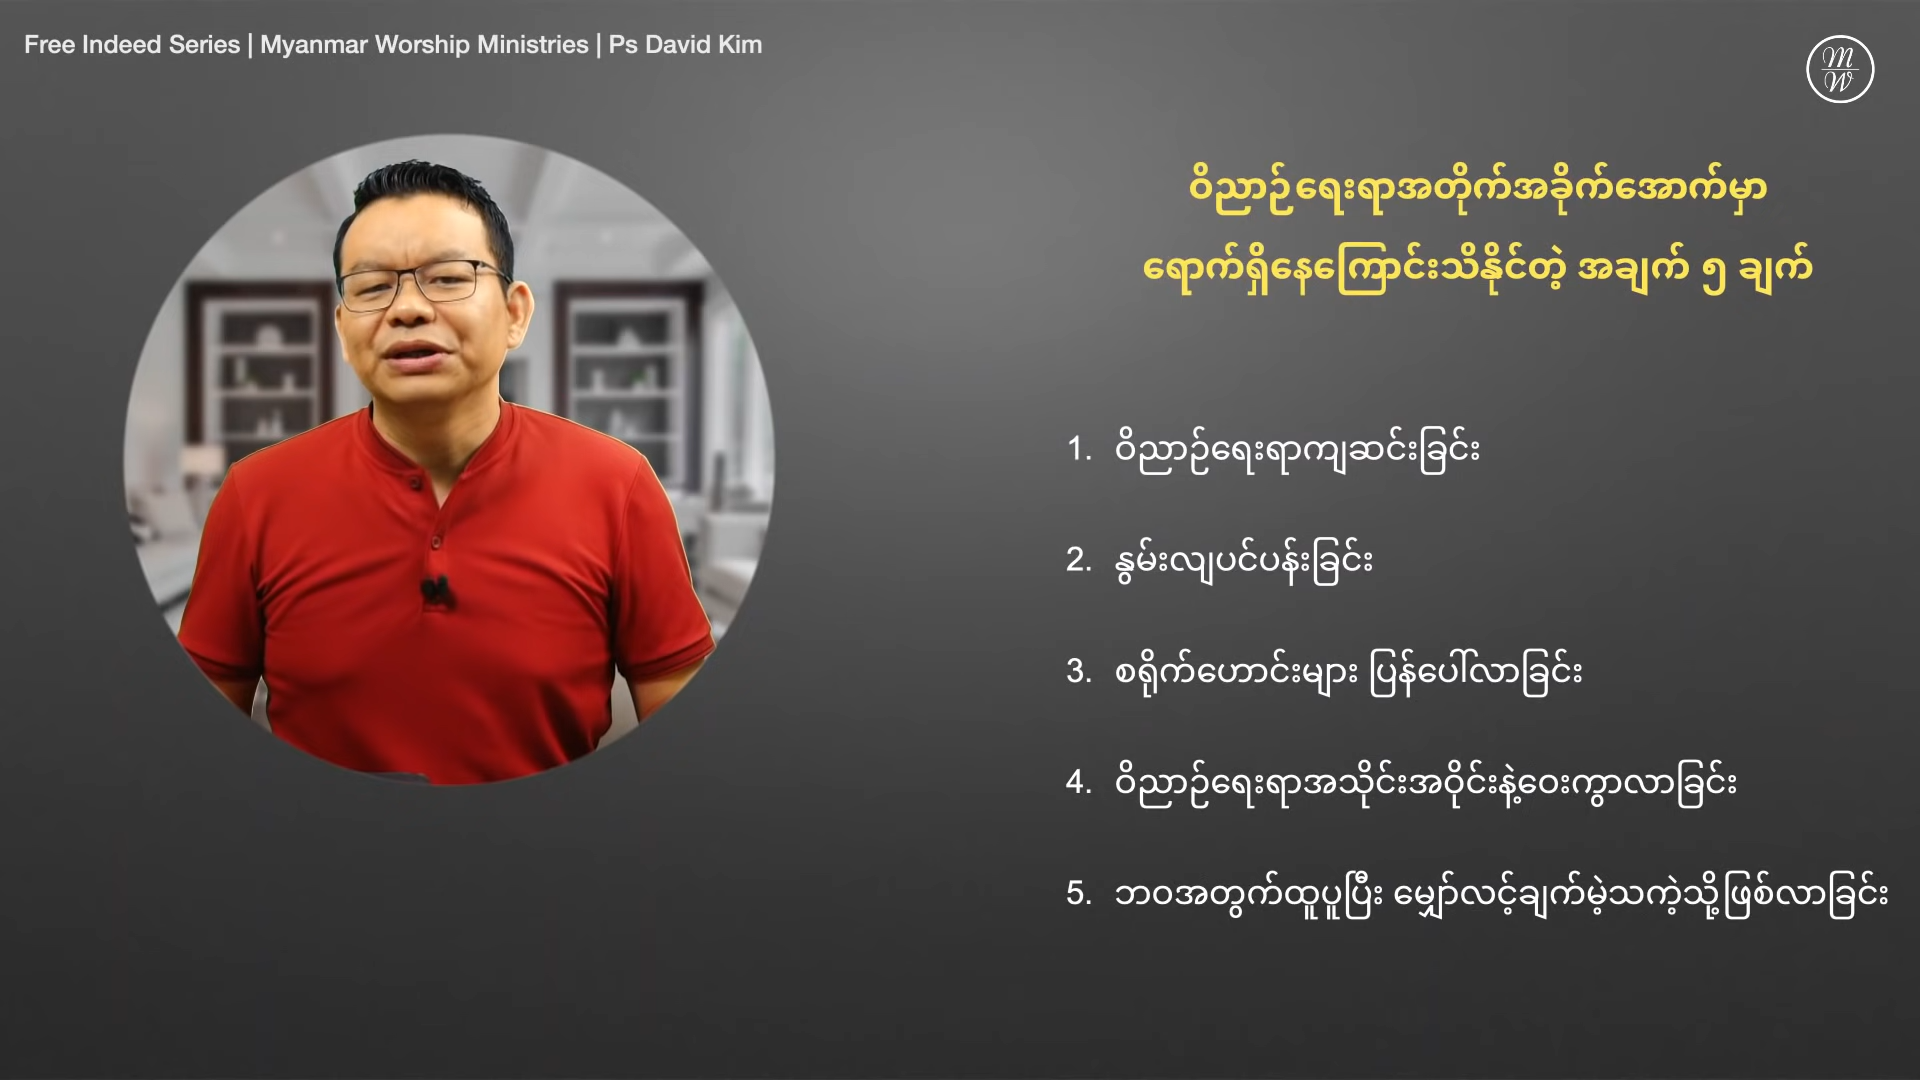 Free Indeed Series | Myanmar Worship Ministries | Ps David Kim
MW
ဝိညာဉ်ရေးရာအတိုက်အခိုက်အောက်မှာ
ရောက်ရှိနေကြောင်းသိနိုင်တဲ့ အချက် ၅ ချက်
1. ဝိညာဉ်ရေးရာကျဆင်းခြင်း
2. နွမ်းလျပင်ပန်းခြင်း
3. စရိုက်ဟောင်းများ ပြန်ပေါ်လာခြင်း
4. ဝိညာဉ်ရေးရာအသိုင်းအဝိုင်းနဲ့ဝေးကွာလာခြင်း
5. ဘဝအတွက်ထူပူပြီး မျှော်လင့်ချက်မဲ့သကဲ့သို့ဖြစ်လာခြင်း